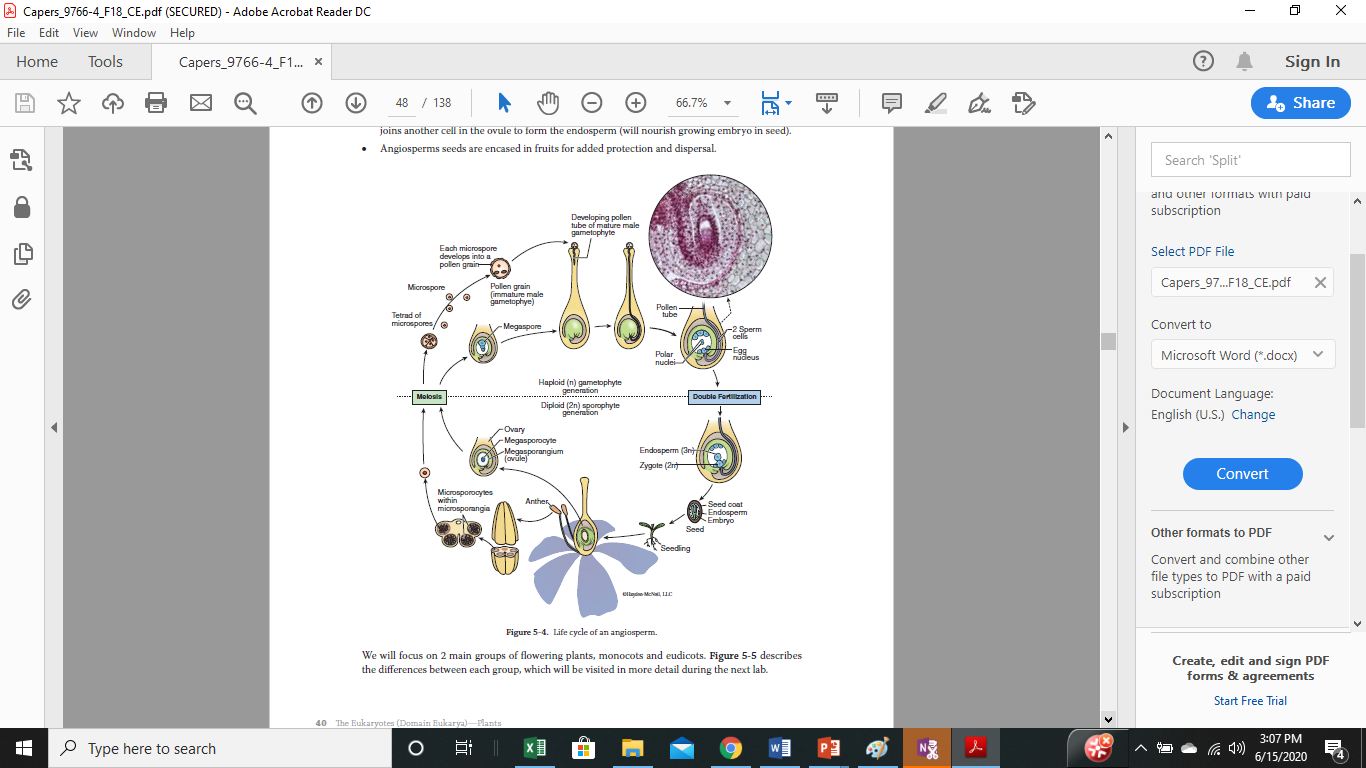 Capers_9766-4_F18_CE.pdf (SECURED) - Adobe Acrobat Reader DC
File Edit View Window Help
Home Tools Capers_9766-4_F1... ×
Sign In
48 / 138
66.7%
Share
joins another cell in the ovule to form the endosperm (will nourish growing embryo in seed).
• Angiosperms seeds are encased in fruits for added protection and dispersal.
Developing pollen
tube of mature male
gametophyte
Each microspore
develops into a
pollen grain
Microspore
Pollen grain
(immature male
gametophye)
Tetrad of
microspores
Megaspore
Pollen
tube
2 Sperm
cells
Polar
nuclei
Egg
nucleus
Haploid (n) gametophyte
generation
Meiosis
Double Fertilization
Diploid (2n) sporophyte
generation
Ovary
Megasporocyte
Megasporangium
(ovule)
Endosperm (3n)
Zygote (2n)
Microsporocytes
within
microsporangia
Anther
Seed coat
Endosperm
Embryo
Seed
Seedling
©Hayden-McNeil, LLC
Figure 5-4. Life cycle of an angiosperm.
We will focus on 2 main groups of flowering plants, monocots and eudicots. Figure 5-5 describes
the differences between each group, which will be visited in more detail during the next lab.
40 The Eukaryotes (Domain Eukarya)—Plants
Search 'Split'
and other formats with paid
subscription
Select PDF File
Capers_97...F18_CE.pdf
Convert to
Microsoft Word (*.docx)
Document Language:
English (U.S.) Change
Convert
Other formats to PDF
Convert and combine other
file types to PDF with a paid
subscription
Create, edit and sign PDF
forms & agreements
Start Free Trial
Type here to search
3:07 PM
6/15/2020
4